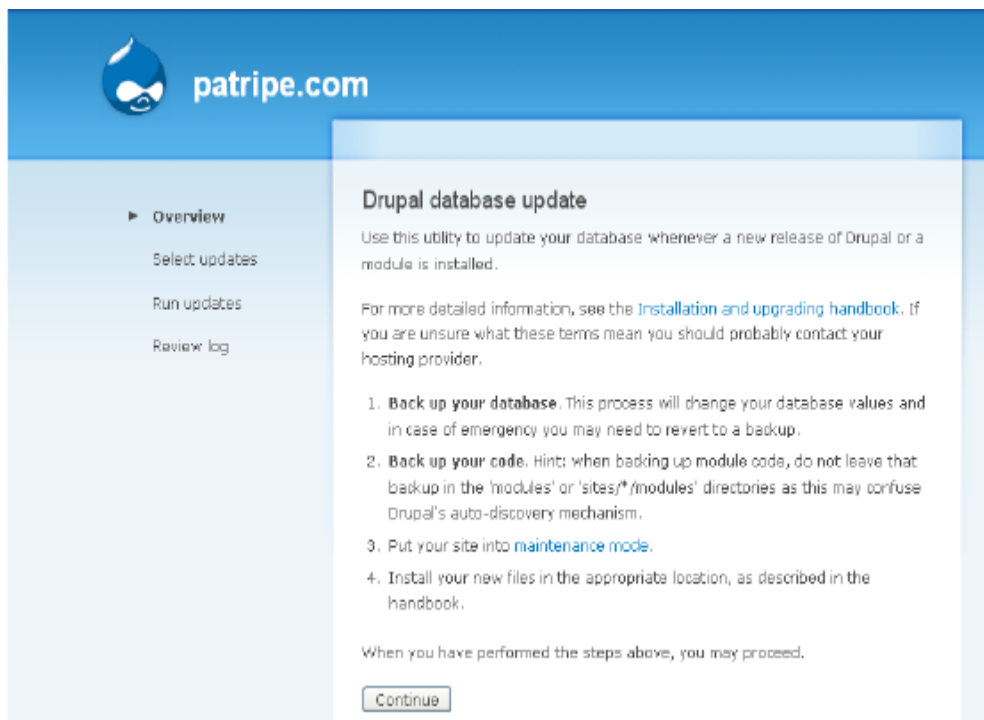 patripe.com
Overview
Select updates
Run updates
Review log
Drupal database update
Use this utility to update your database whenever a new release of Drupal or a
module is installed.
For more detailed information, see the Installation and upgrading handbook. If
you are unsure what these terms mean you should probably contact your
hosting provider.
1. Back up your database. This process will change your database values and
in case of emergency you may need to revert to a backup.
2. Back up your code. Hint: when backing up module code, do not leave that
backup in the 'modules' or 'sites/*/modules' directories as this may confuse
Drupal's auto-discovery mechanism.
3. Put your site into maintenance mode.
4. Install your new files in the appropriate location, as described in the
handbook.
When you have performed the steps above, you may proceed.
Continue